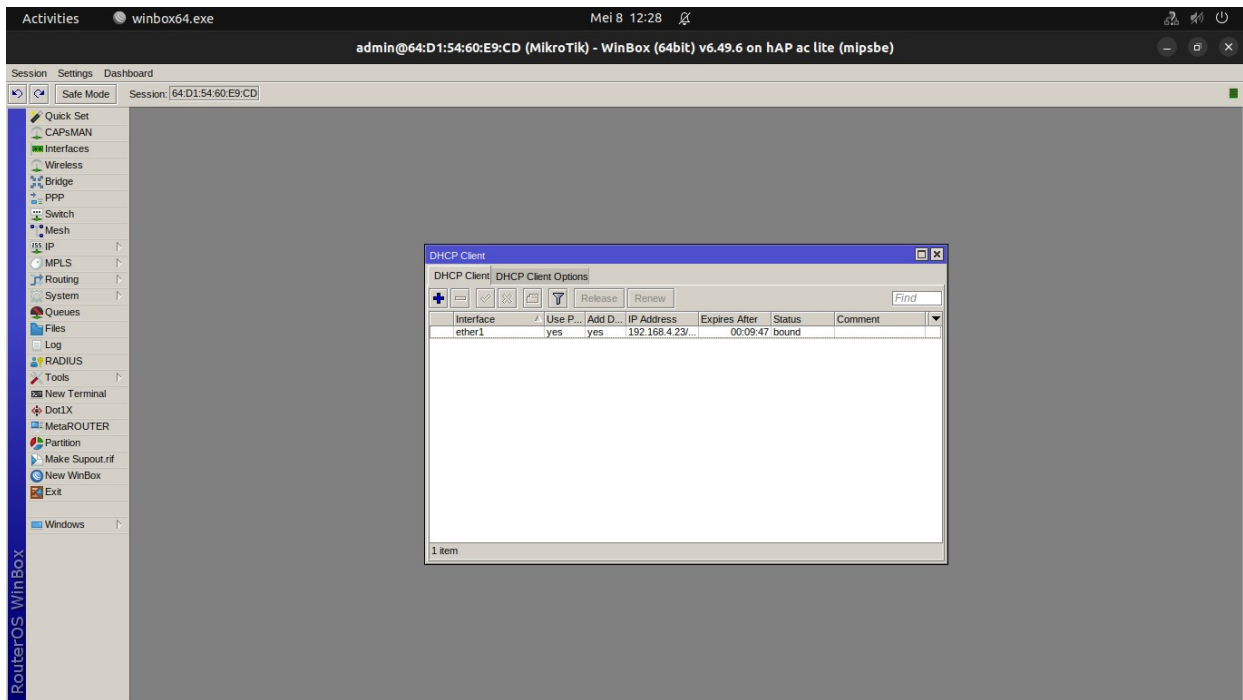 Activities winbox64.exe Mei 8 12:28
admin@64:D1:54:60:E9:CD (MikroTik) - WinBox (64bit) v6.49.6 on hAP ac lite (mipsbe)
Session Settings Dashboard
Safe Mode Session: 64:D1:54:60:E9:CD
Quick Set
CAPsMAN
Interfaces
Wireless
Bridge
PPP
Switch
Mesh
IP
MPLS
Routing
System
Queues
Files
Log
RADIUS
Tools
New Terminal
Dot1X
MetaROUTER
Partition
Make Supout.rif
New WinBox
Exit
Windows
RouterOS WinBox
DHCP Client
DHCP Client DHCP Client Options
Release Renew Find
Interface Use P... Add D... IP Address Expires After Status Comment
ether1 yes yes 192.168.4.23/... 00:09:47 bound
1 item